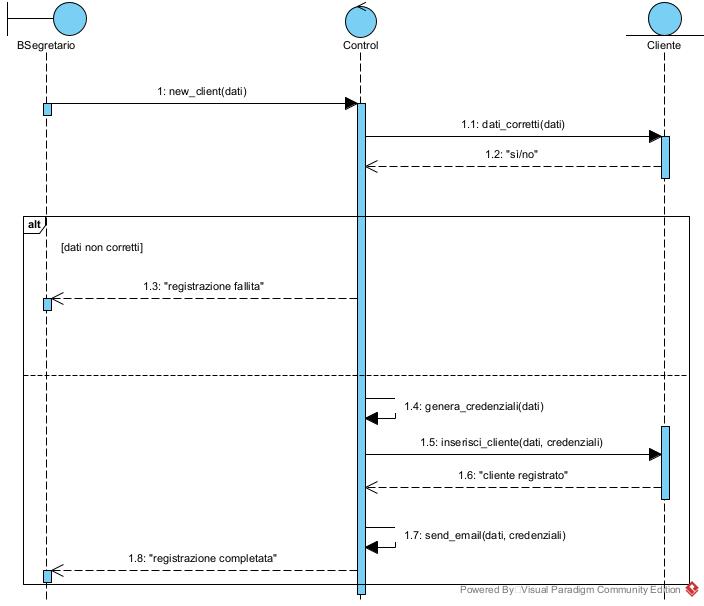 BSegretario
Control
Cliente
1: new_client(dati)
1.1: dati_corretti(dati)
1.2: "sì/no"
alt
[dati non corretti]
1.3: "registrazione fallita"
1.4: genera_credenziali(dati)
1.5: inserisci_cliente(dati, credenziali)
1.6: "cliente registrato"
1.7: send_email(dati, credenziali)
1.8: "registrazione completata"
Powered By Visual Paradigm Community Edition